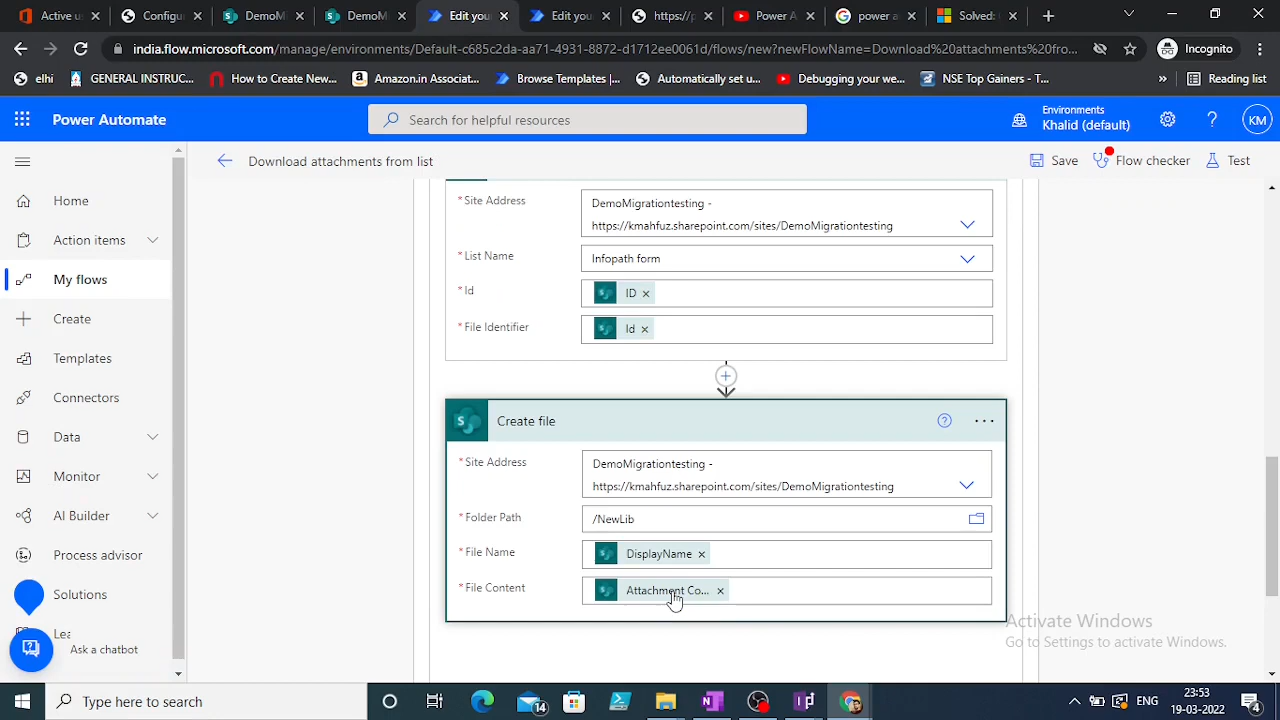 Active us
Configu
DemoMi
DemoMi
Edit you
Edit you
https://p
Power A
power a
Solved:
india.flow.microsoft.com/manage/environments/Default-c685c2da-aa71-4931-8872-d1712ee0061d/flows/new?newFlowName=Download%20attachments%20fro...
Incognito
elhi
GENERAL INSTRUC...
How to Create New...
Amazon.in Associat...
Browse Templates |...
Automatically set u...
Debugging your we...
NSE Top Gainers - T...
»
Reading list
Power Automate
Search for helpful resources
Environments
Khalid (default)
KM
Download attachments from list
Save
Flow checker
Test
Home
Action items
My flows
Create
Templates
Connectors
Data
Monitor
AI Builder
Process advisor
Solutions
Lea
Ask a chatbot
* Site Address
DemoMigrationtesting -
https://kmahfuz.sharepoint.com/sites/DemoMigrationtesting
* List Name
Infopath form
* Id
ID ×
* File Identifier
Id ×
Create file
* Site Address
DemoMigrationtesting -
https://kmahfuz.sharepoint.com/sites/DemoMigrationtesting
* Folder Path
/NewLib
* File Name
DisplayName ×
* File Content
Attachment Co... ×
Activate Windows
Go to Settings to activate Windows.
Type here to search
14
ENG
23:53
19-03-2022
4